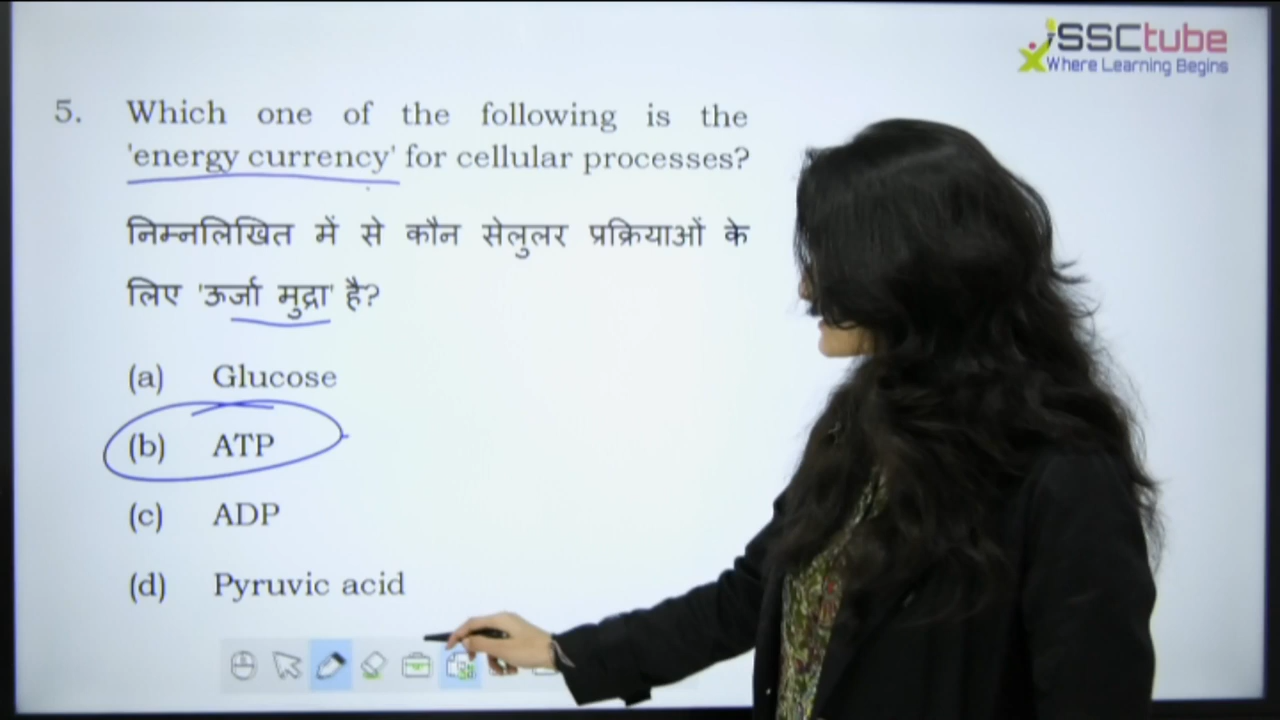 SSCtube
Where Learning Begins
5. Which one of the following is the
'energy currency' for cellular processes?
निम्नलिखित में से कौन सेलुलर प्रक्रियाओं के
लिए 'ऊर्जा मुद्रा' है?
(a) Glucose
(b) ATP
(c) ADP
(d) Pyruvic acid